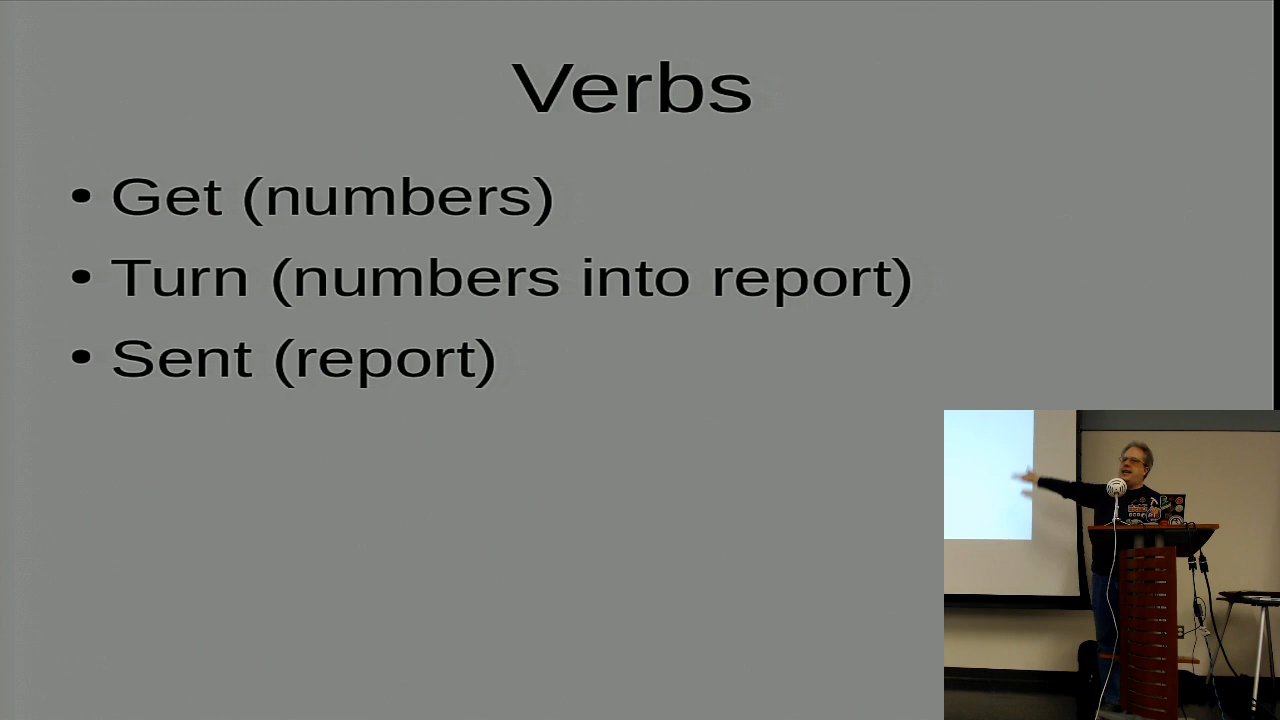 Verbs
• Get (numbers)
• Turn (numbers into report)
• Sent (report)